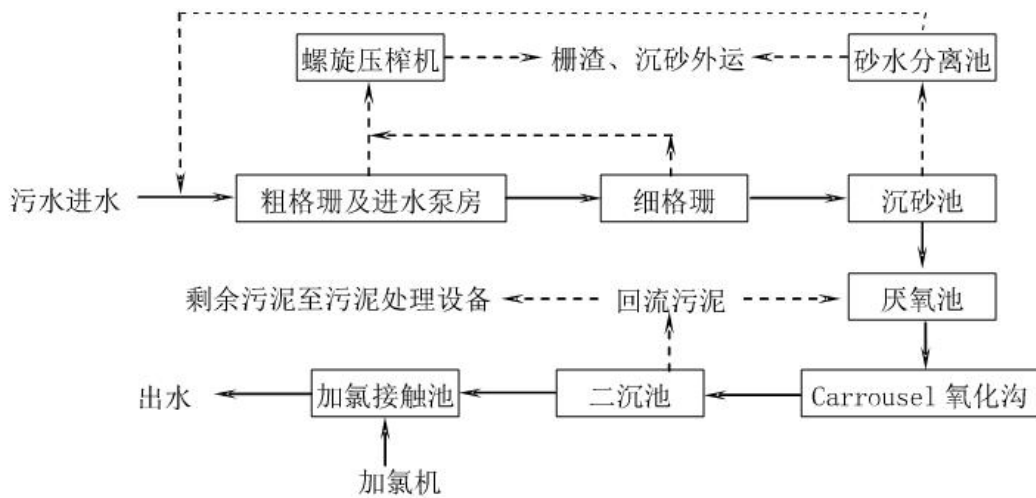 螺旋压榨机
栅渣、沉砂外运
砂水分离池
污水进水
粗格珊及进水泵房
细格珊
沉砂池
剩余污泥至污泥处理设备
回流污泥
厌氧池
出水
加氯接触池
二沉池
Carrousel 氧化沟
加氯机